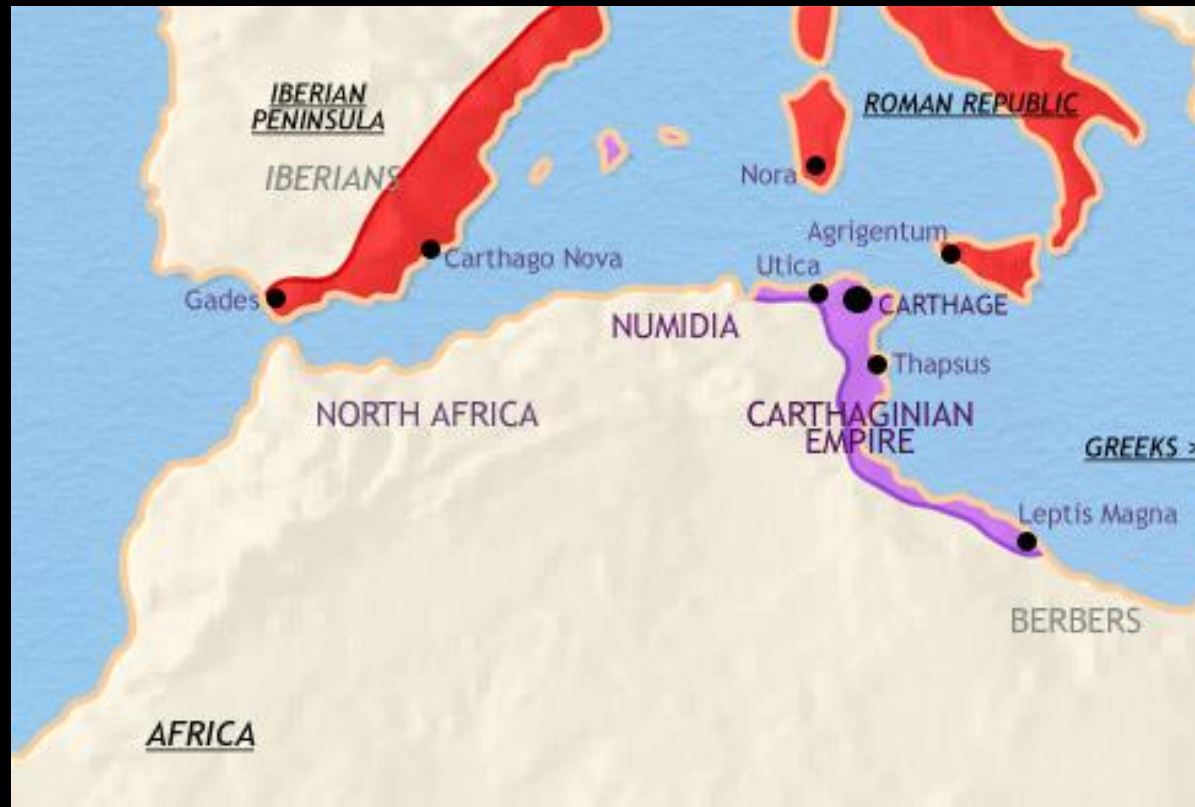 IBERIAN
PENINSULA
ROMAN REPUBLIC
IBERIANS
Nora
Agrigentum
Carthago Nova
Utica
Gades
CARTHAGE
NUMIDIA
Thapsus
NORTH AFRICA
CARTHAGINIAN
EMPIRE
GREEKS >
Leptis Magna
BERBERS
AFRICA